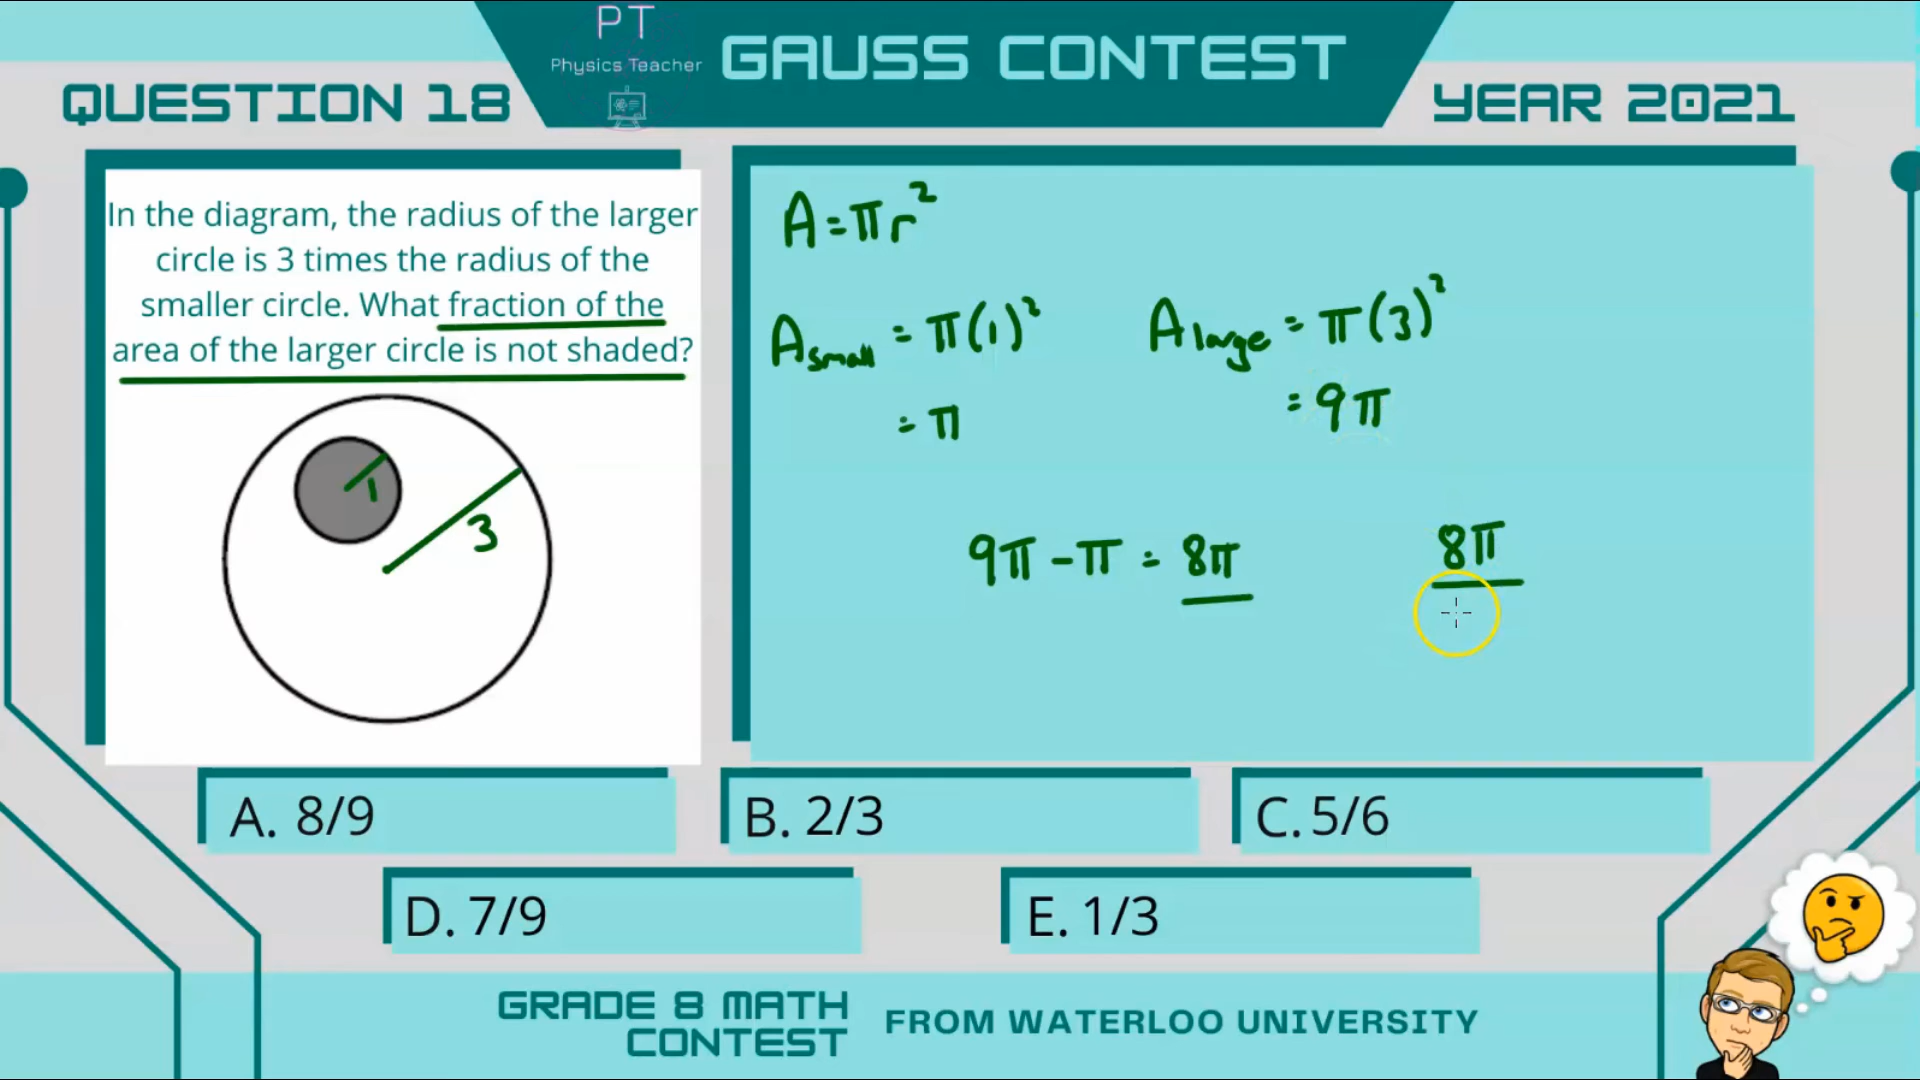 PT
Physics Teacher
GAUSS CONTEST
QUESTION 18
YEAR 2021
In the diagram, the radius of the larger
circle is 3 times the radius of the
smaller circle. What fraction of the
area of the larger circle is not shaded?
1
3
A = πr²
A small = π(1)²
= π
A large = π(3)²
= 9π
9π - π = 8π
8π
A. 8/9
B. 2/3
C. 5/6
D. 7/9
E. 1/3
GRADE 8 MATH
CONTEST
FROM WATERLOO UNIVERSITY